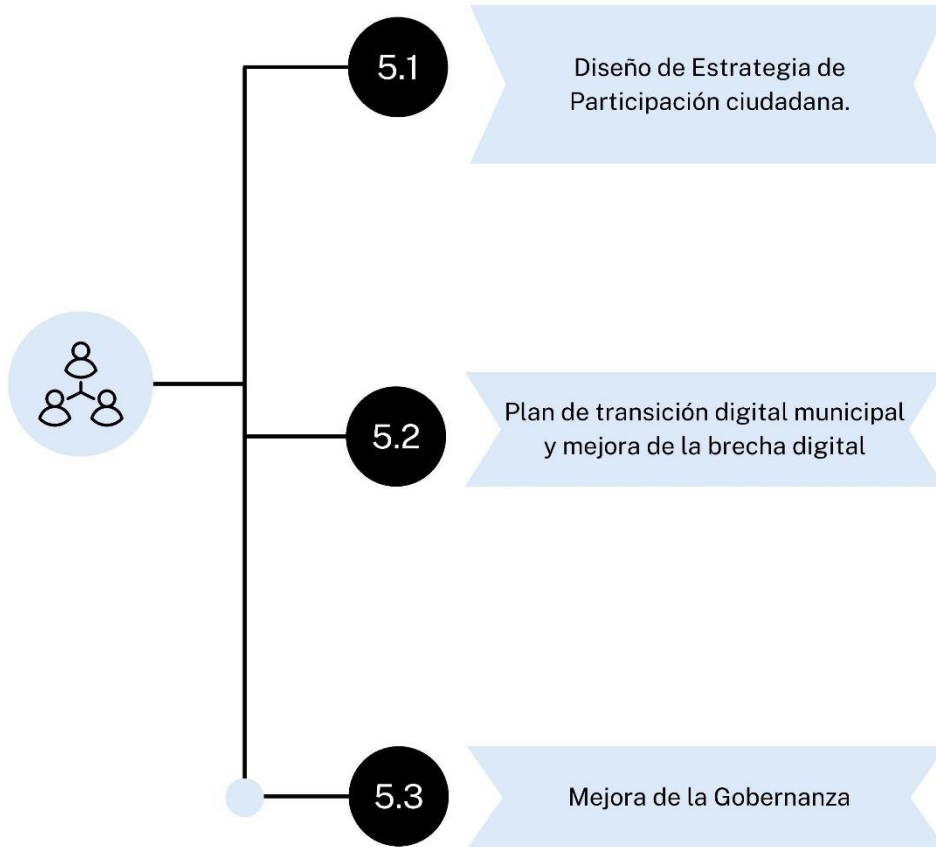 5.1
Diseño de Estrategia de
Participación ciudadana.
5.2
Plan de transición digital municipal
y mejora de la brecha digital
5.3
Mejora de la Gobernanza